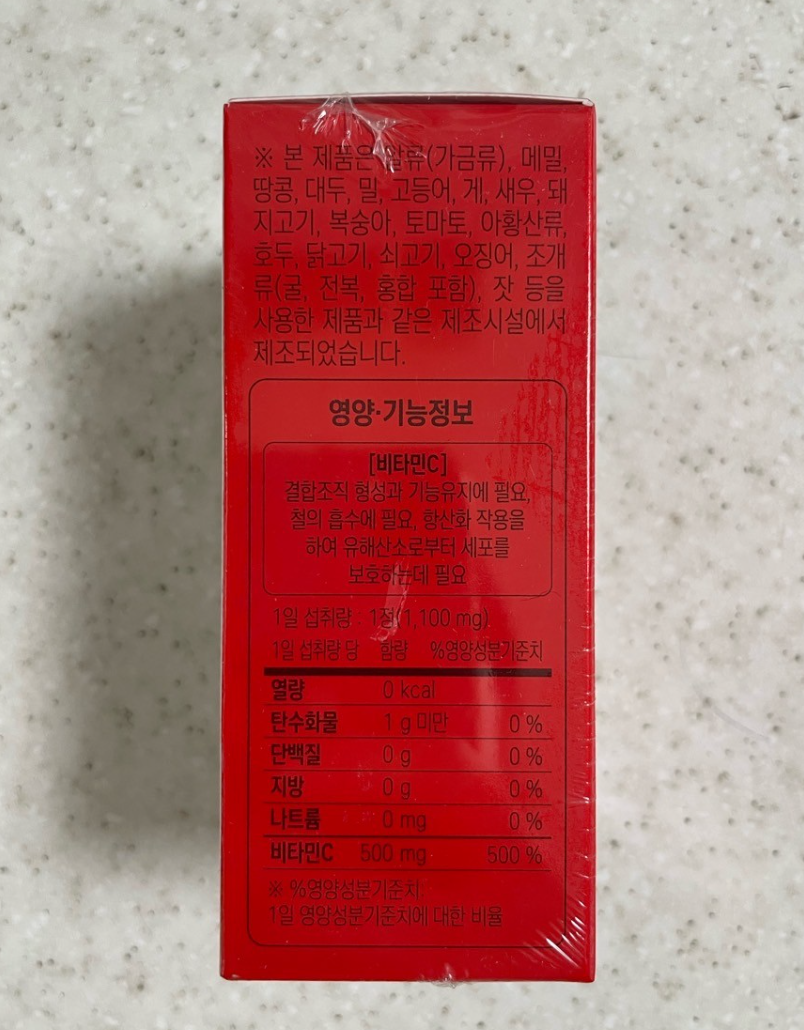 ※ 본 제품은 알류(가금류), 메밀,
땅콩, 대두, 밀, 고등어, 게, 새우, 돼
지고기, 복숭아, 토마토, 아황산류,
호두, 닭고기, 쇠고기, 오징어, 조개
류(굴, 전복, 홍합 포함), 잣 등을
사용한 제품과 같은 제조시설에서
제조되었습니다.
영양·기능정보
[비타민C]
결합조직 형성과 기능유지에 필요,
철의 흡수에 필요, 항산화 작용을
하여 유해산소로부터 세포를
보호하는데 필요
1일 섭취량 1정(1,100 mg)
1일 섭취량 당 함량 %영양성분기준치
열량 0 kcal
탄수화물 1 g 미만 0 %
단백질 0 g 0 %
지방 0 g 0 %
나트륨 0 mg 0 %
비타민C 500 mg 500 %
※ %영양성분기준치:
1일 영양성분기준치에 대한 비율